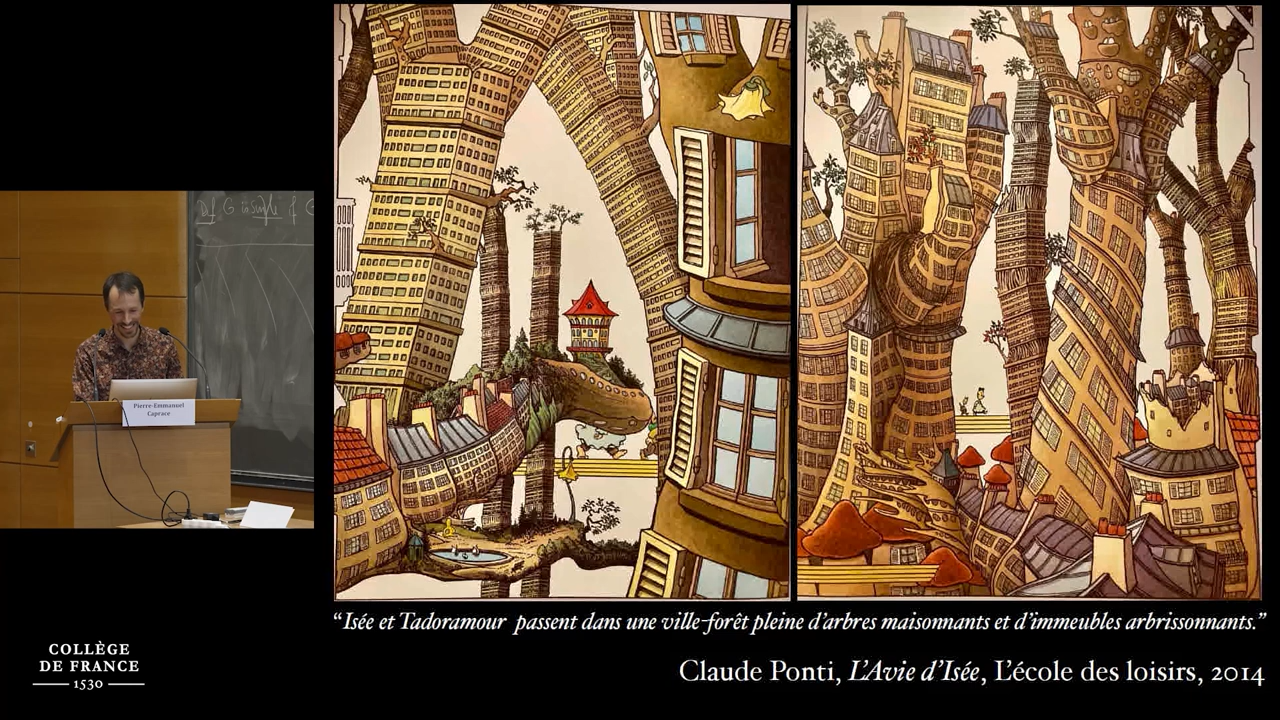 Def. G
Pierre-Emmanuel
Caprace
“Isée et Tadoramour passent dans une ville-forêt pleine d’arbres maisonnants et d’immeubles arbrissonnants.”
Claude Ponti, L’Avie d’Isée, L’école des loisirs, 2014
COLLÈGE
DE FRANCE
1530